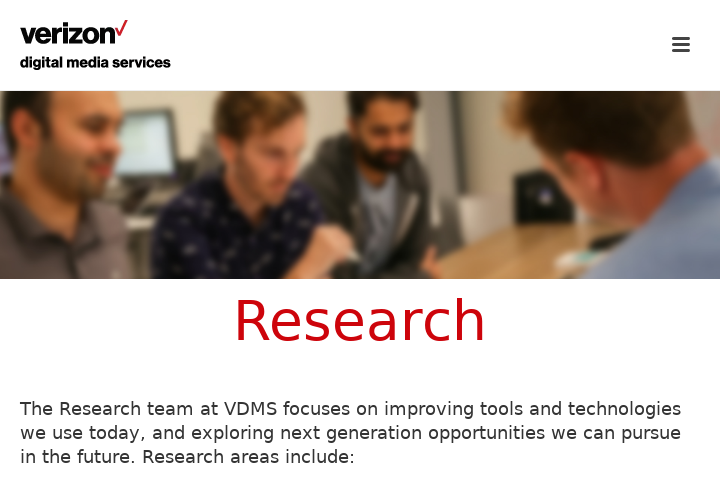 verizon
digital media services
Research
The Research team at VDMS focuses on improving tools and technologies
we use today, and exploring next generation opportunities we can pursue
in the future. Research areas include: